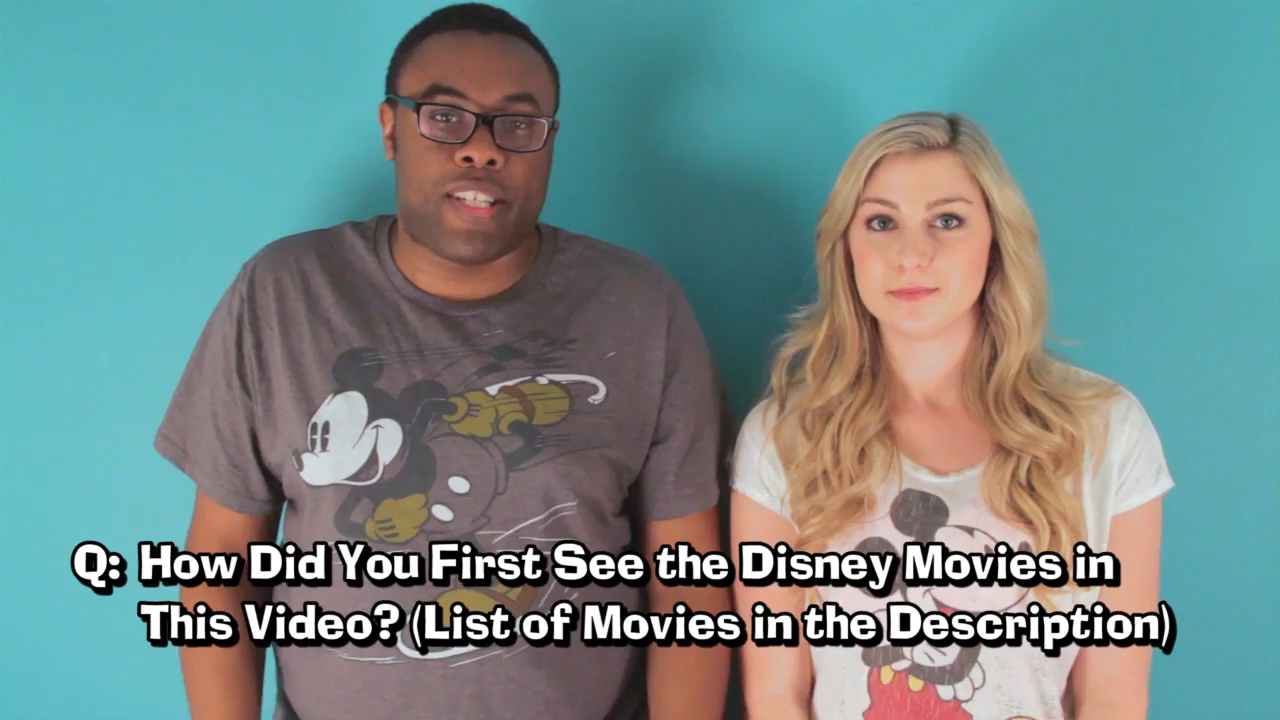 Q: How Did You First See the Disney Movies in
This Video? (List of Movies in the Description)